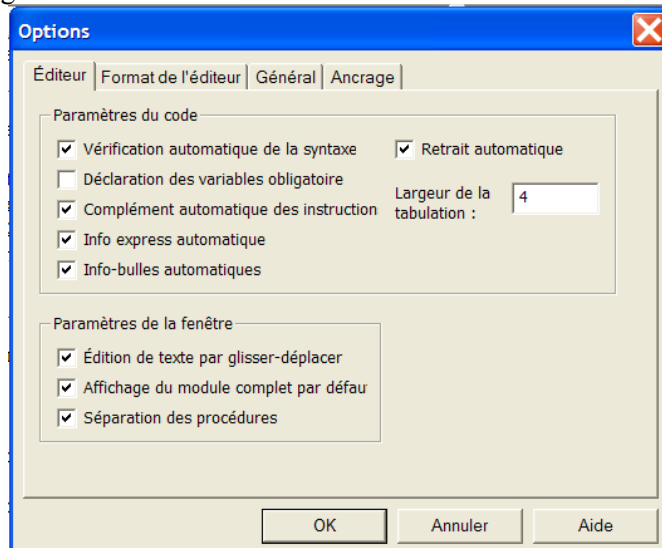 Options
Éditeur Format de l'éditeur Général Ancrage
Paramètres du code
Vérification automatique de la syntaxe Retrait automatique
Déclaration des variables obligatoire
Largeur de la tabulation : 4
Complément automatique des instruction
Info express automatique
Info-bulles automatiques
Paramètres de la fenêtre
Édition de texte par glisser-déplacer
Affichage du module complet par défau
Séparation des procédures
OK Annuler Aide